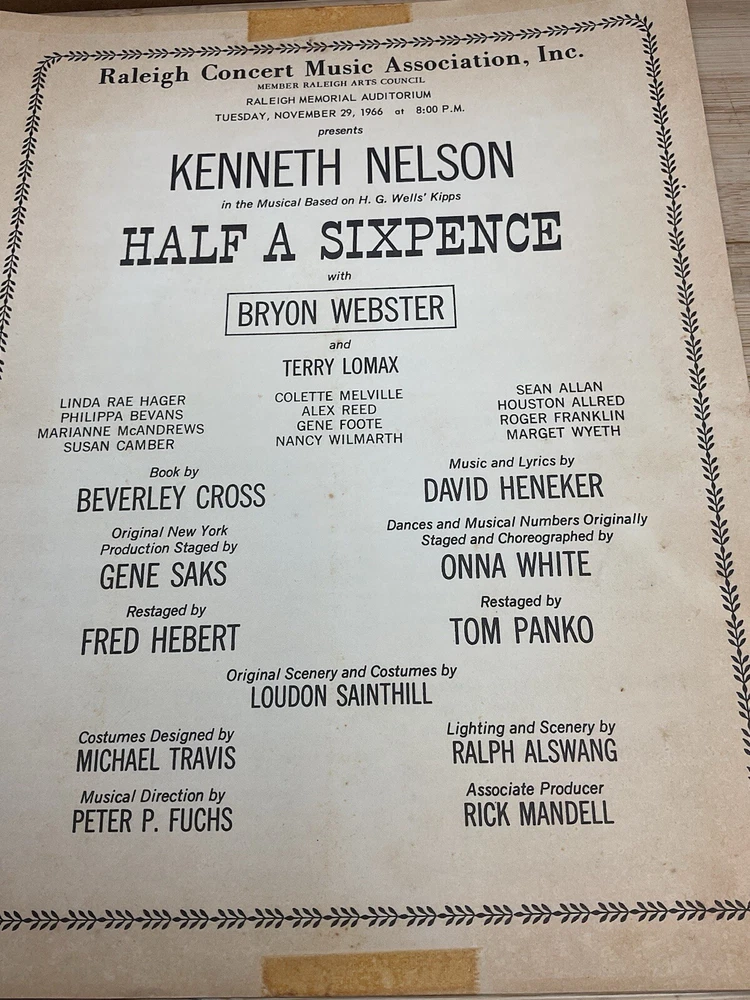 Raleigh Concert Music Association, Inc.
MEMBER RALEIGH ARTS COUNCIL
RALEIGH MEMORIAL AUDITORIUM
TUESDAY, NOVEMBER 29, 1966 at 8:00 P.M.
presents
KENNETH NELSON
in the Musical Based on H. G. Wells' Kipps
HALF A SIXPENCE
with
BRYON WEBSTER
and
TERRY LOMAX
LINDA RAE HAGER
PHILIPPA BEVANS
MARIANNE McANDREWS
SUSAN CAMBER
COLETTE MELVILLE
ALEX REED
GENE FOOTE
NANCY WILMARTH
SEAN ALLAN
HOUSTON ALLRED
ROGER FRANKLIN
MARGET WYETH
Book by
BEVERLEY CROSS
Music and Lyrics by
DAVID HENEKER
Original New York
Production Staged by
GENE SAKS
Dances and Musical Numbers Originally
Staged and Choreographed by
ONNA WHITE
Restaged by
FRED HEBERT
Restaged by
TOM PANKO
Original Scenery and Costumes by
LOUDON SAINTHILL
Costumes Designed by
MICHAEL TRAVIS
Lighting and Scenery by
RALPH ALSWANG
Musical Direction by
PETER P. FUCHS
Associate Producer
RICK MANDELL